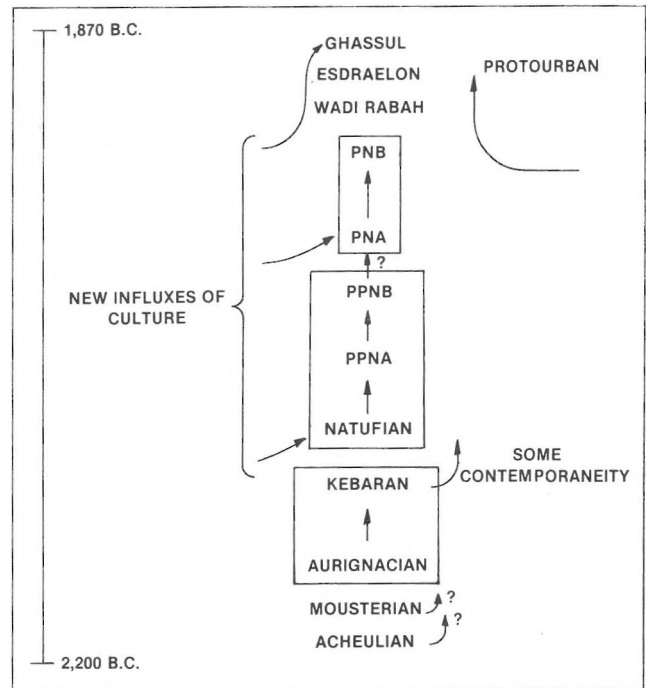 1,870 B.C.
GHASSUL
ESDRAELON
WADI RABAH
PROTOURBAN
PNB
PNA
?
PPNB
NEW INFLUXES OF
CULTURE
PPNA
NATUFIAN
SOME
CONTEMPORANEITY
KEBARAN
AURIGNACIAN
MOUSTERIAN ?
ACHEULIAN ?
2,200 B.C.